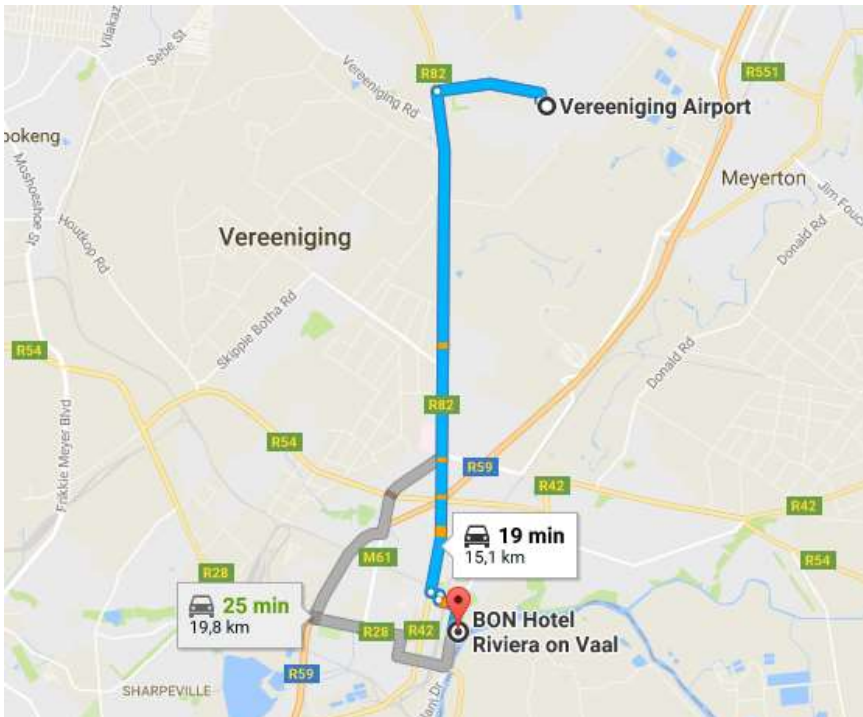 Vilakaz
Sebe St
R82
R551
Vereeniging Rd
Vereeniging Airport
ookeng
Moshoeshoe St
Meyerton
Jim Fouc
Houtkop Rd
Vereeniging
Donald Rd
Skippie Botha Rd
R54
Donald Rd
R82
Frikkie Meyer Blvd
R54
R59
R42
R42
19 min
15,1 km
M61
R54
R28
25 min
19,8 km
BON Hotel
Riviera on Vaal
R28
R42
R59
SHARPEVILLE